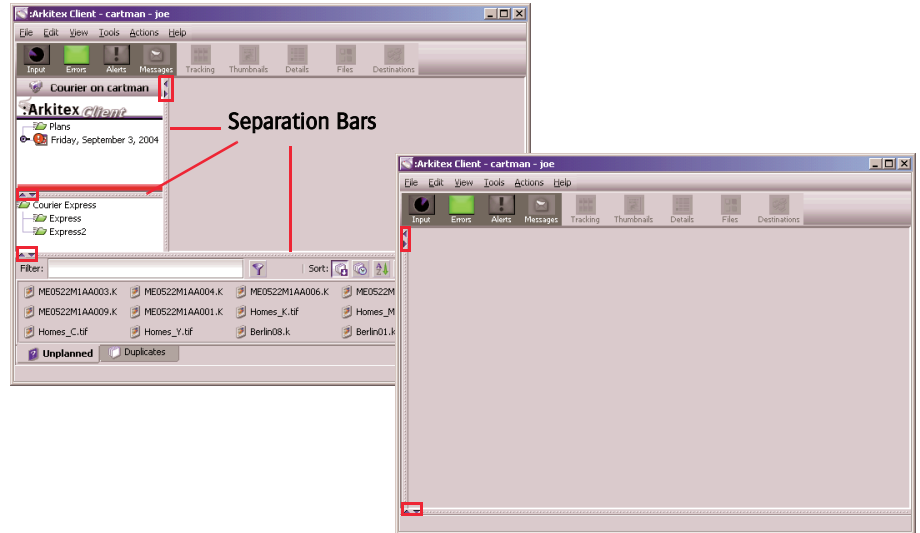 :Arkitex Client - cartman - joe
File Edit View Tools Actions Help
Input Errors Alerts Messages Tracking Thumbnails Details Files Destinations
Courier on cartman
:Arkitex Client
Plans
Friday, September 3, 2004
Separation Bars
Courier Express
Express
Express2
Filter: Sort:
ME0522M1AA003.K ME0522M1AA004.K ME0522M1AA006.K ME0522M
ME0522M1AA009.K ME0522M1AA001.K Homes_K.tif Homes_M
Homes_C.tif Homes_Y.tif Berlin08.k Berlin01.k
Unplanned Duplicates
:Arkitex Client - cartman - joe
File Edit View Tools Actions Help
Input Errors Alerts Messages Tracking Thumbnails Details Files Destinations